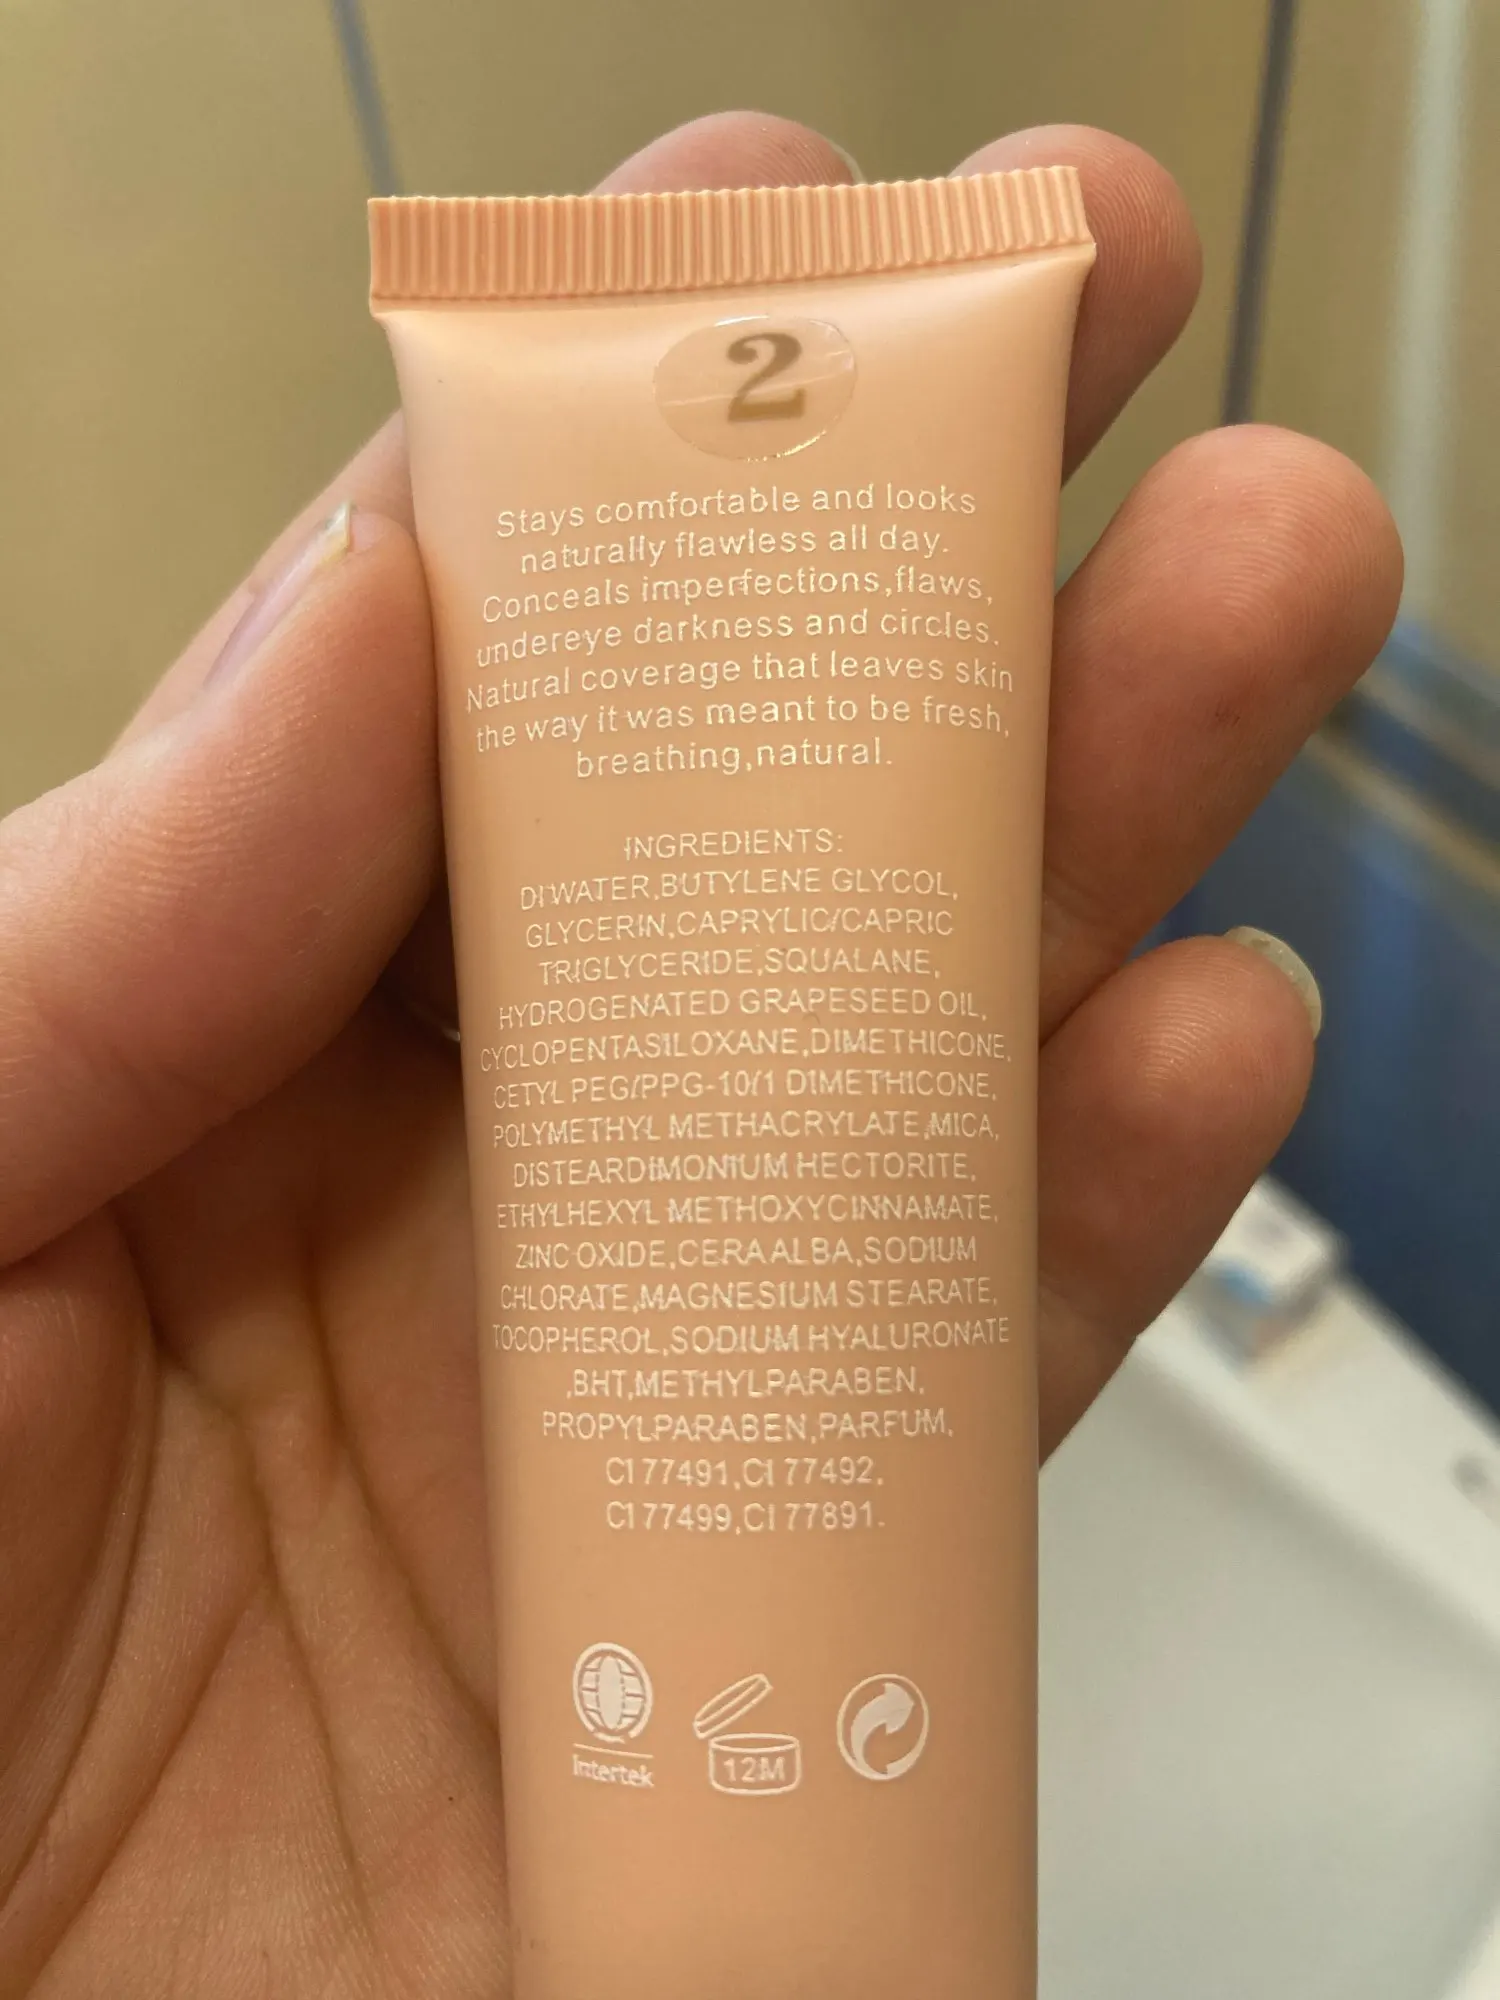 2
Stays comfortable and looks
naturally flawless all day.
Conceals imperfections,flaws,
undereye darkness and circles.
Natural coverage that leaves skin
the way it was meant to be fresh,
breathing,natural.
INGREDIENTS:
DI WATER,BUTYLENE GLYCOL,
GLYCERIN,CAPRYLIC/CAPRIC
TRIGLYCERIDE,SQUALANE,
HYDROGENATED GRAPESEED OIL,
CYCLOPENTASILOXANE,DIMETHICONE,
CETYL PEG/PPG-10/1 DIMETHICONE,
POLYMETHYL METHACRYLATE,MICA,
DISTEARDIMONIUM HECTORITE,
ETHYLHEXYL METHOXYCINNAMATE,
ZINC OXIDE,CERA ALBA,SODIUM
CHLORATE,MAGNESIUM STEARATE,
TOCOPHEROL,SODIUM HYALURONATE
,BHT,METHYLPARABEN,
PROPYLPARABEN,PARFUM,
CI 77491,CI 77492,
CI 77499,CI 77891.
Intertek
12M